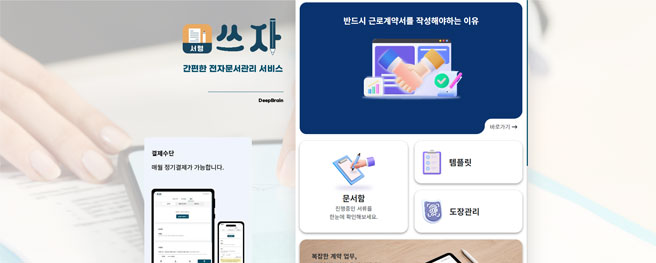 서명
쓰자
간편한 전자문서관리 서비스
DeepBrain
결제수단
매월 정기결제가 가능합니다.
반드시 근로계약서를 작성해야하는 이유
바로가기 →
문서함
진행중인 서류를
한눈에 확인해보세요.
템플릿
도장관리
복잡한 계약 업무,